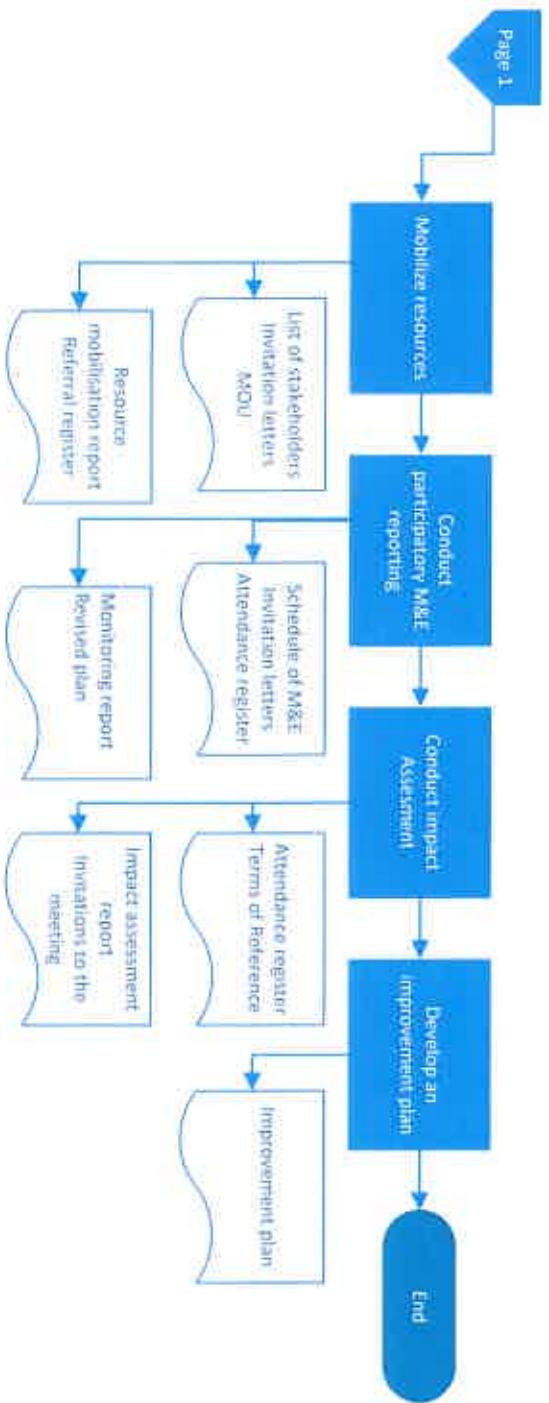 Page 1
Mobilize resources
List of stakeholders
Invitation letters
MOU
Resource
mobilisation report
Referral register
Conduct
participatory M&E
reporting
Schedule of M&E
Invitation letters
Attendance register
Monitoring report
Revised plan
Conduct impact
Assesment
Attendance register
Terms of Reference
Impact assessment
report
Invitations to the
meeting
Develop an
improvement plan
Improvement plan
End